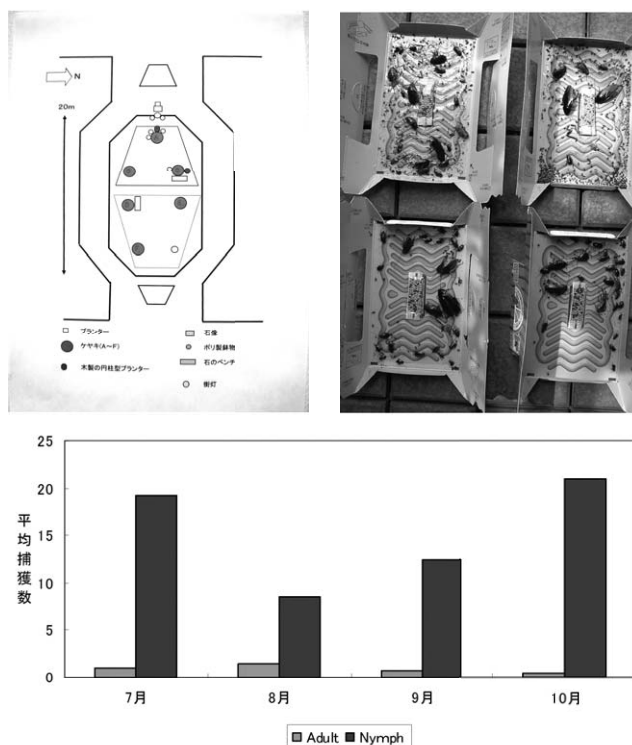 N
20m
プランター
石像
ケヤキ(A～F)
ポリ製鉢物
木製の円柱型プランター
石のベンチ
街灯
25
20
15
10
5
0
平均捕獲数
7月 8月 9月 10月
Adult Nymph